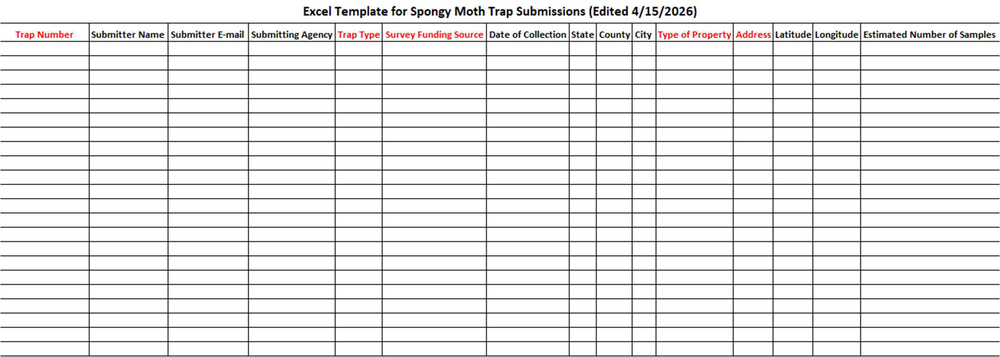 Excel Template for Spongy Moth Trap Submissions (Edited 4/15/2026)
Trap Number Submitter Name Submitter E-mail Submitting Agency Trap Type Survey Funding Source Date of Collection State County City Type of Property Address Latitude Longitude Estimated Number of Samples